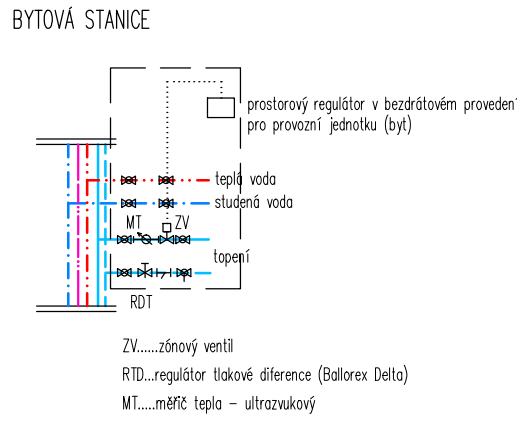 BYTOVÁ STANICE
prostorový regulátor v bezdrátovém provedení
pro provozní jednotku (byt)
teplá voda
studená voda
MT ZV
topení
RDT
ZV......zónový ventil
RTD...regulátor tlakové diference (Ballorex Delta)
MT.....měřič tepla – ultrazvukový